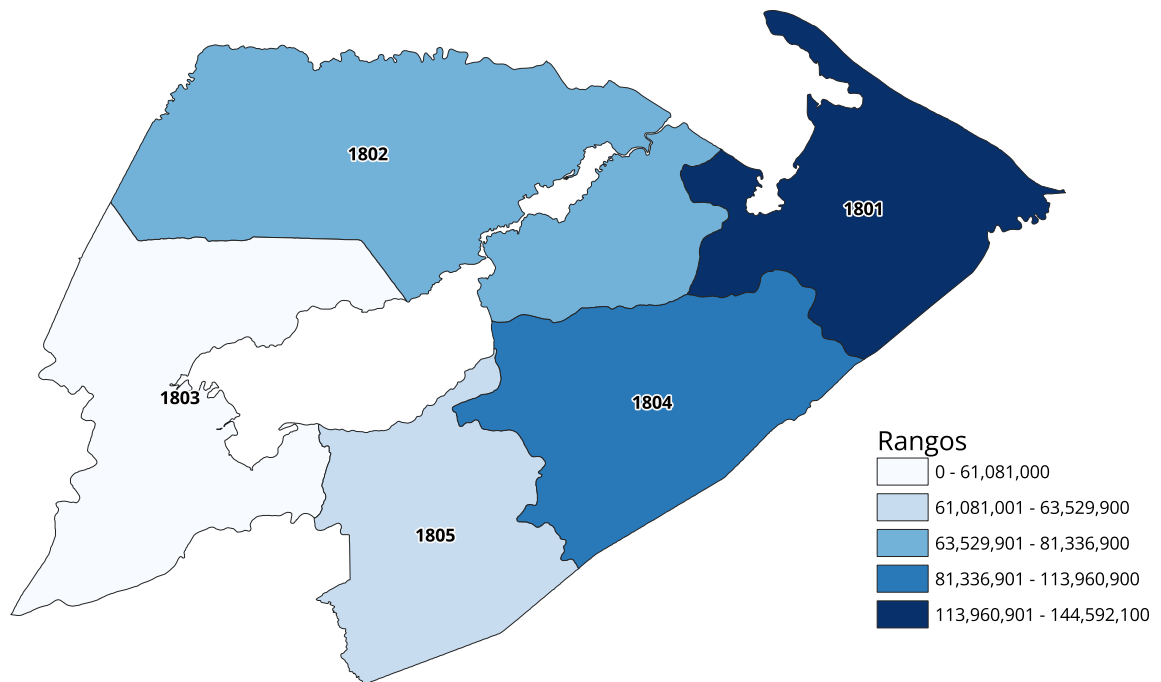 1802
1801
1803
1804
1805
Rangos
0 - 61,081,000
61,081,001 - 63,529,900
63,529,901 - 81,336,900
81,336,901 - 113,960,900
113,960,901 - 144,592,100